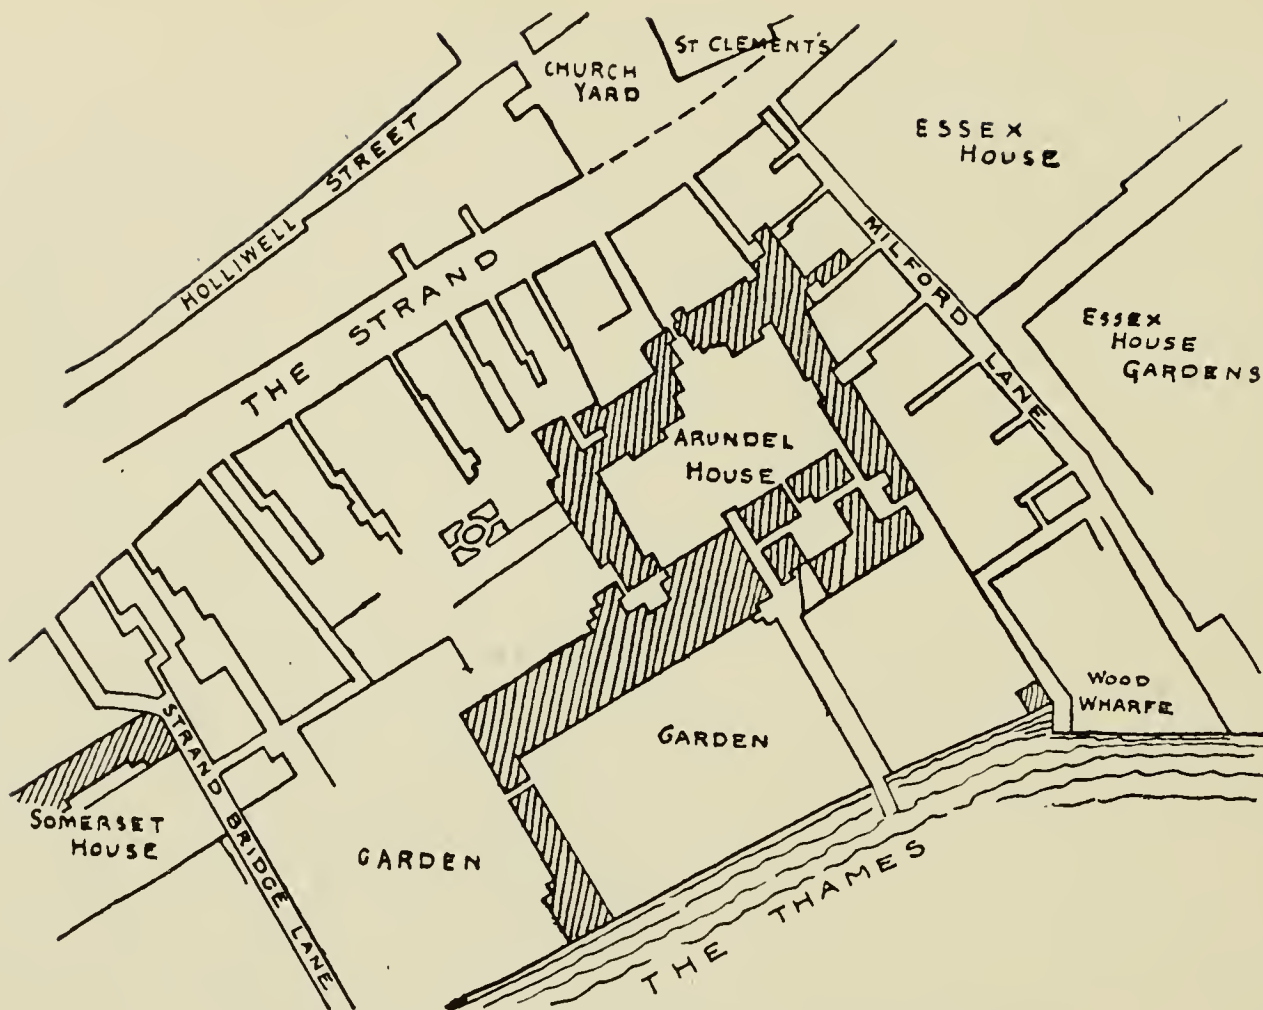 ST CLEMENT'S
CHURCH
YARD
HOLLIWELL STREET
THE STRAND
ESSEX
HOUSE
MILFORD LANE
ESSEX
HOUSE
GARDENS
ARUNDEL
HOUSE
WOOD
WHARFE
GARDEN
SOMERSET
HOUSE
STRAND BRIDGE LANE
GARDEN
THE THAMES